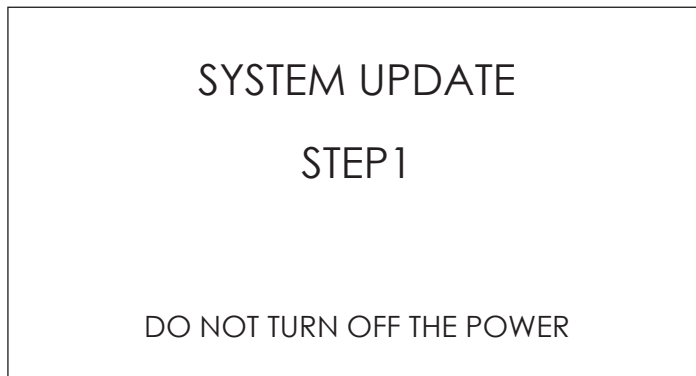 SYSTEM UPDATE
STEP1
DO NOT TURN OFF THE POWER